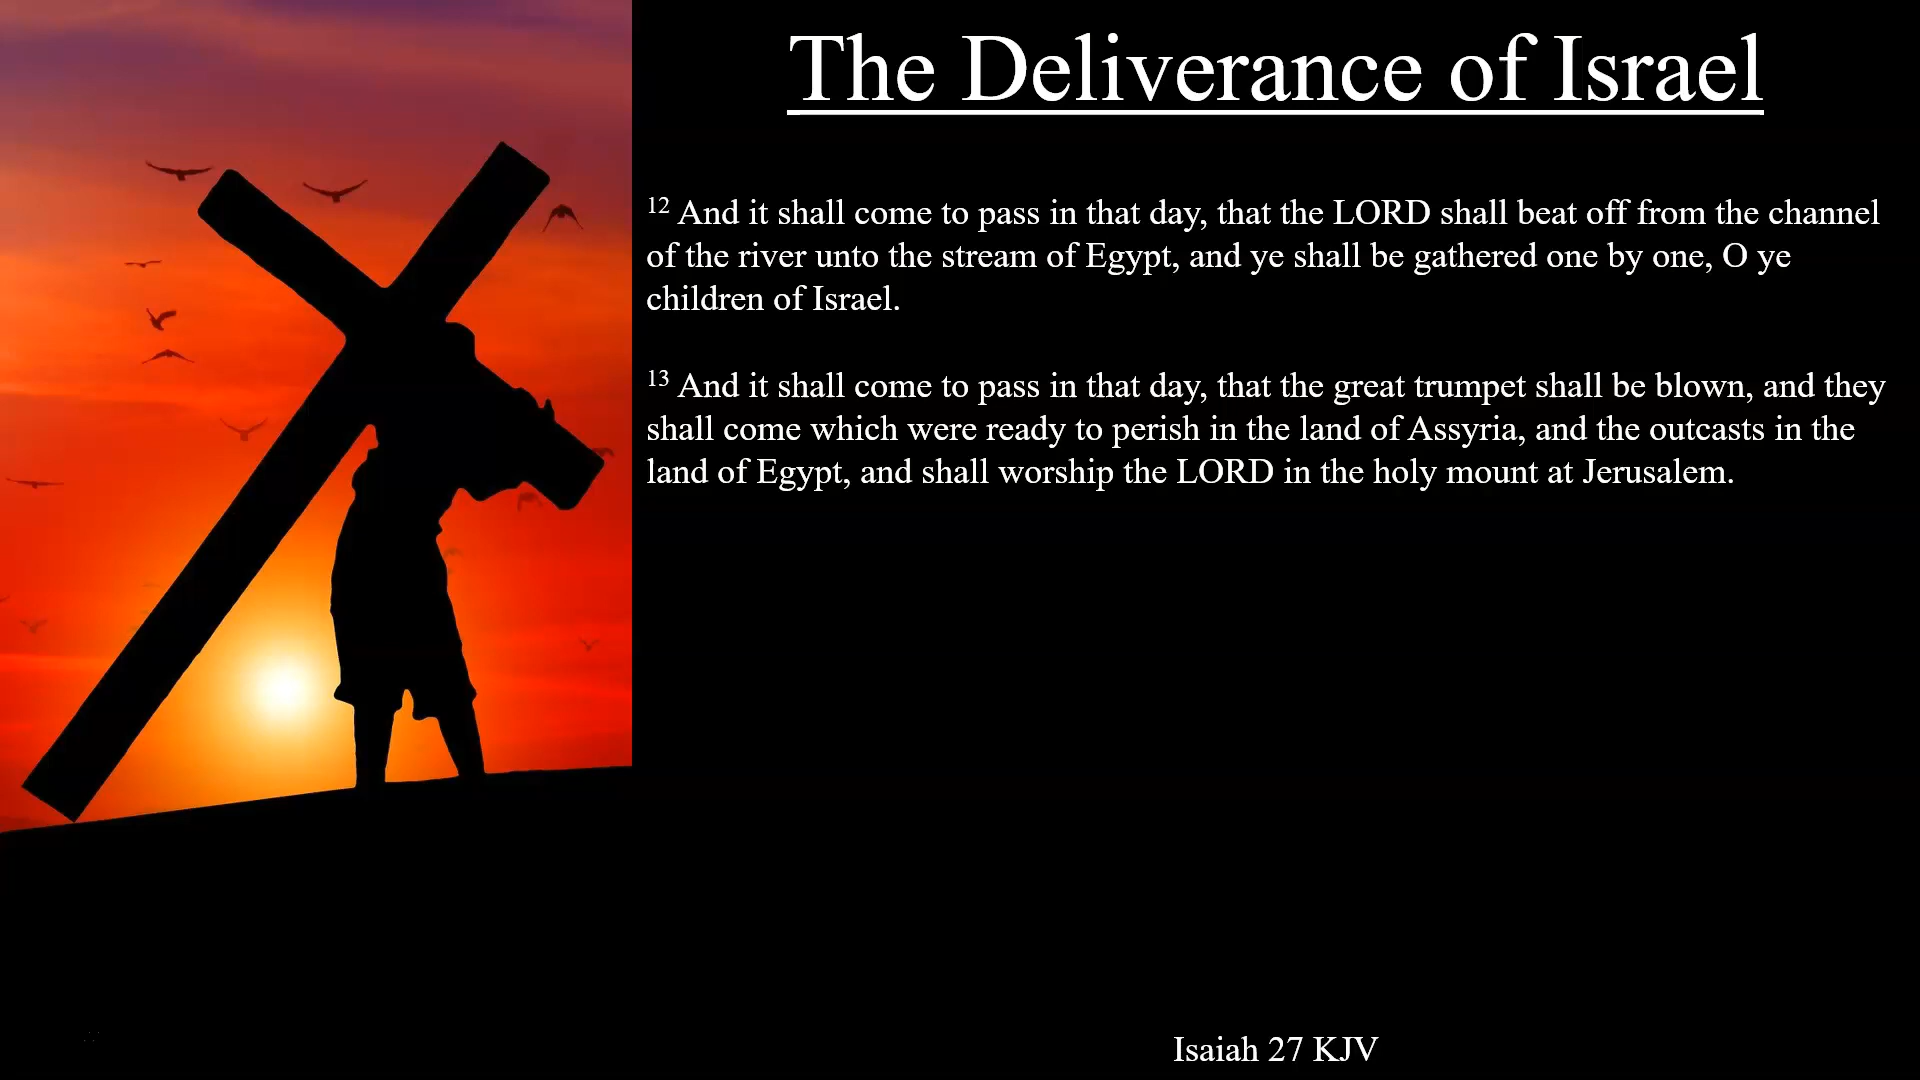 The Deliverance of Israel
12 And it shall come to pass in that day, that the LORD shall beat off from the channel
of the river unto the stream of Egypt, and ye shall be gathered one by one, O ye
children of Israel.
13 And it shall come to pass in that day, that the great trumpet shall be blown, and they
shall come which were ready to perish in the land of Assyria, and the outcasts in the
land of Egypt, and shall worship the LORD in the holy mount at Jerusalem.
Isaiah 27 KJV